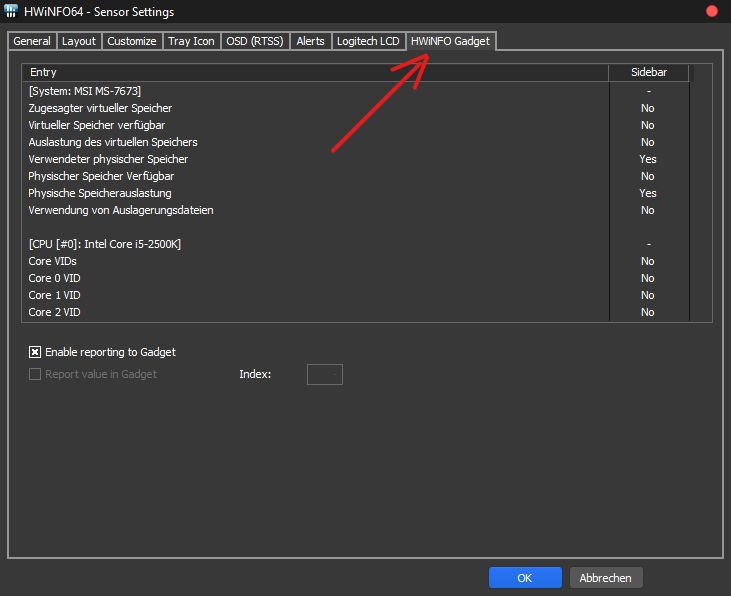 HWiNFO64 - Sensor Settings
General Layout Customize Tray Icon OSD (RTSS) Alerts Logitech LCD HWiNFO Gadget
Entry Sidebar
[System: MSI MS-7673] -
Zugesagter virtueller Speicher No
Virtueller Speicher verfügbar No
Auslastung des virtuellen Speichers No
Verwendeter physischer Speicher Yes
Physischer Speicher Verfügbar No
Physische Speicherauslastung Yes
Verwendung von Auslagerungsdateien No
[CPU [#0]: Intel Core i5-2500K] -
Core VIDs No
Core 0 VID No
Core 1 VID No
Core 2 VID No
Enable reporting to Gadget
Report value in Gadget Index: -
OK Abbrechen